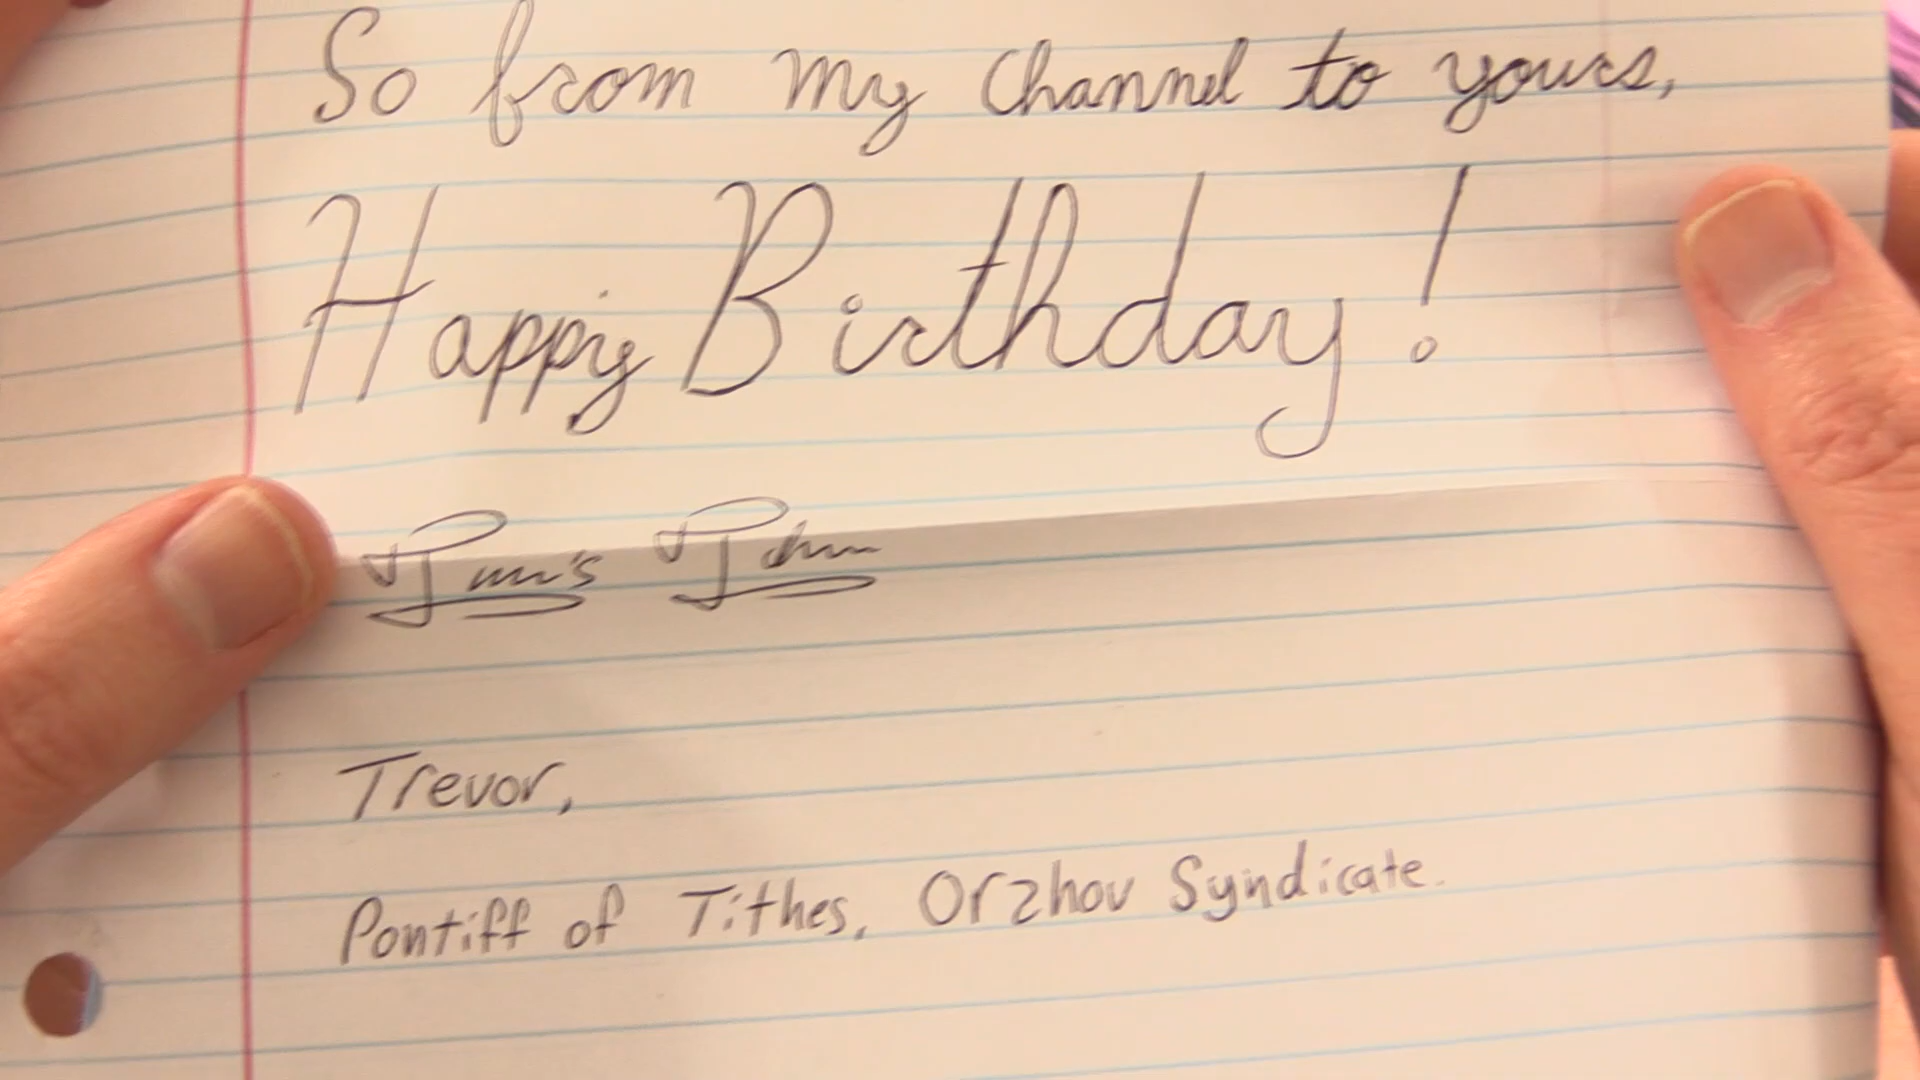 So from my Channel to yours,
Happy Birthday!
Trevor,
Pontiff of Tithes, Orzhov Syndicate.